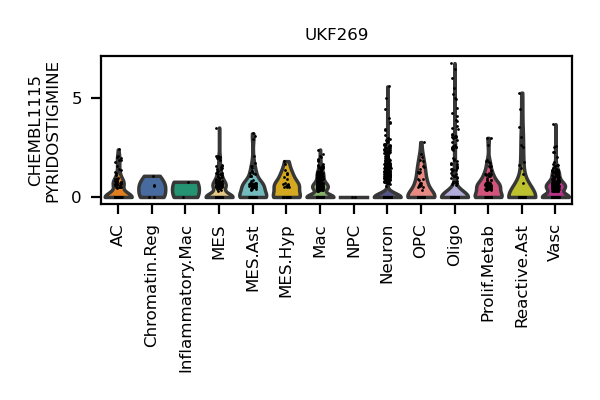 UKF269
CHEMBL1115
PYRIDOSTIGMINE
5
0
AC
Chromatin.Reg
Inflammatory.Mac
MES
MES.Ast
MES.Hyp
Mac
NPC
Neuron
OPC
Oligo
Prolif.Metab
Reactive.Ast
Vasc